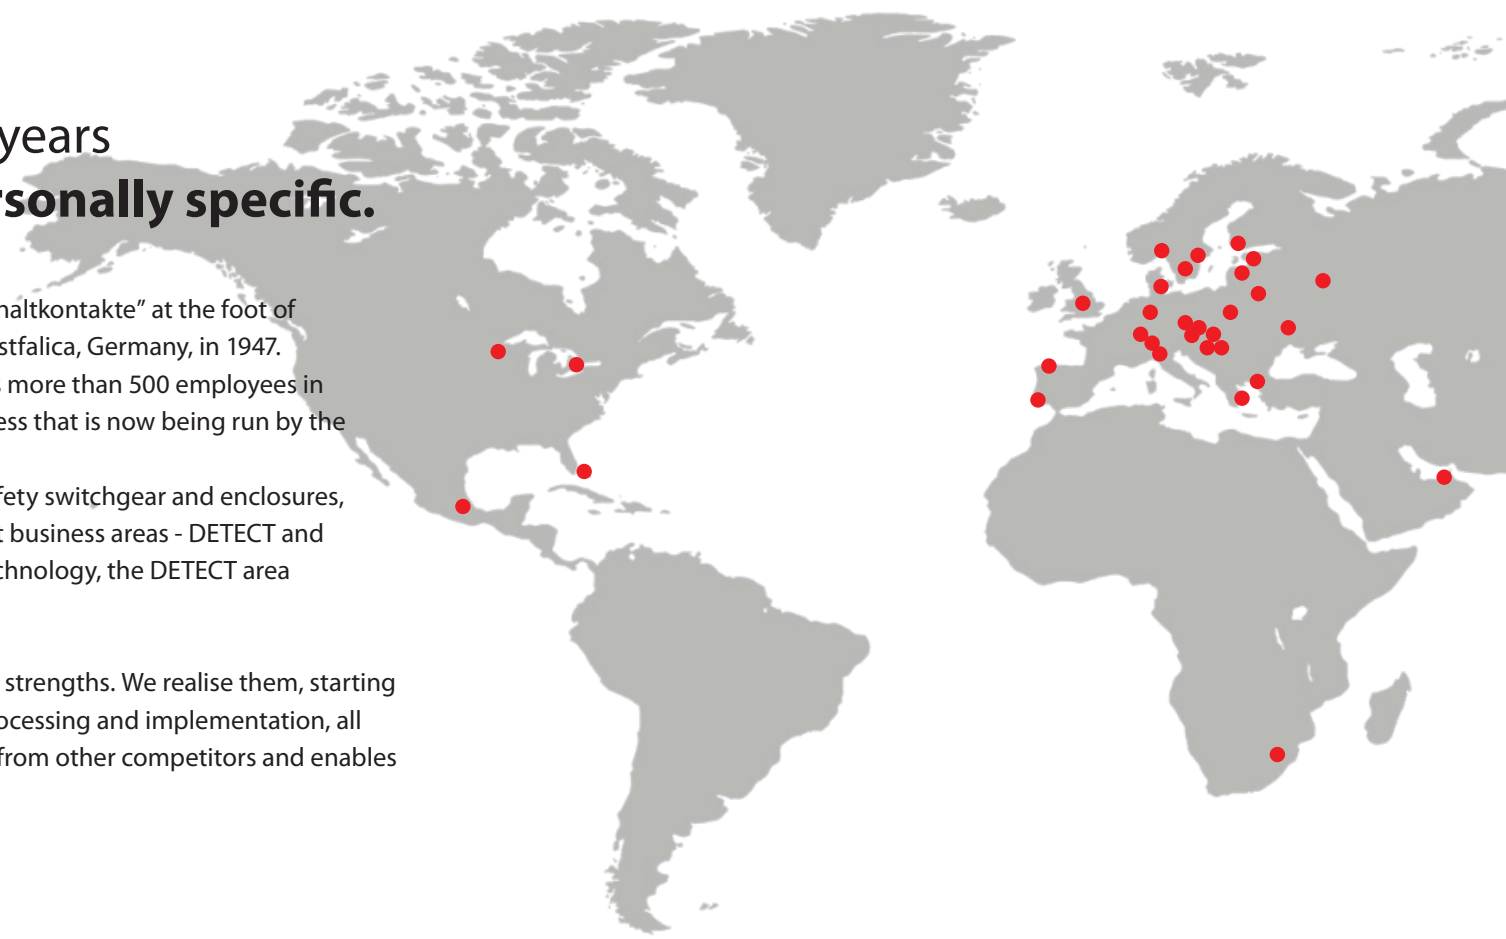 years
rsonally specific.
haltkontakte” at the foot of
stfalica, Germany, in 1947.
s more than 500 employees in
ess that is now being run by the
fety switchgear and enclosures,
t business areas - DETECT and
chnology, the DETECT area
strengths. We realise them, starting
ocessing and implementation, all
from other competitors and enables